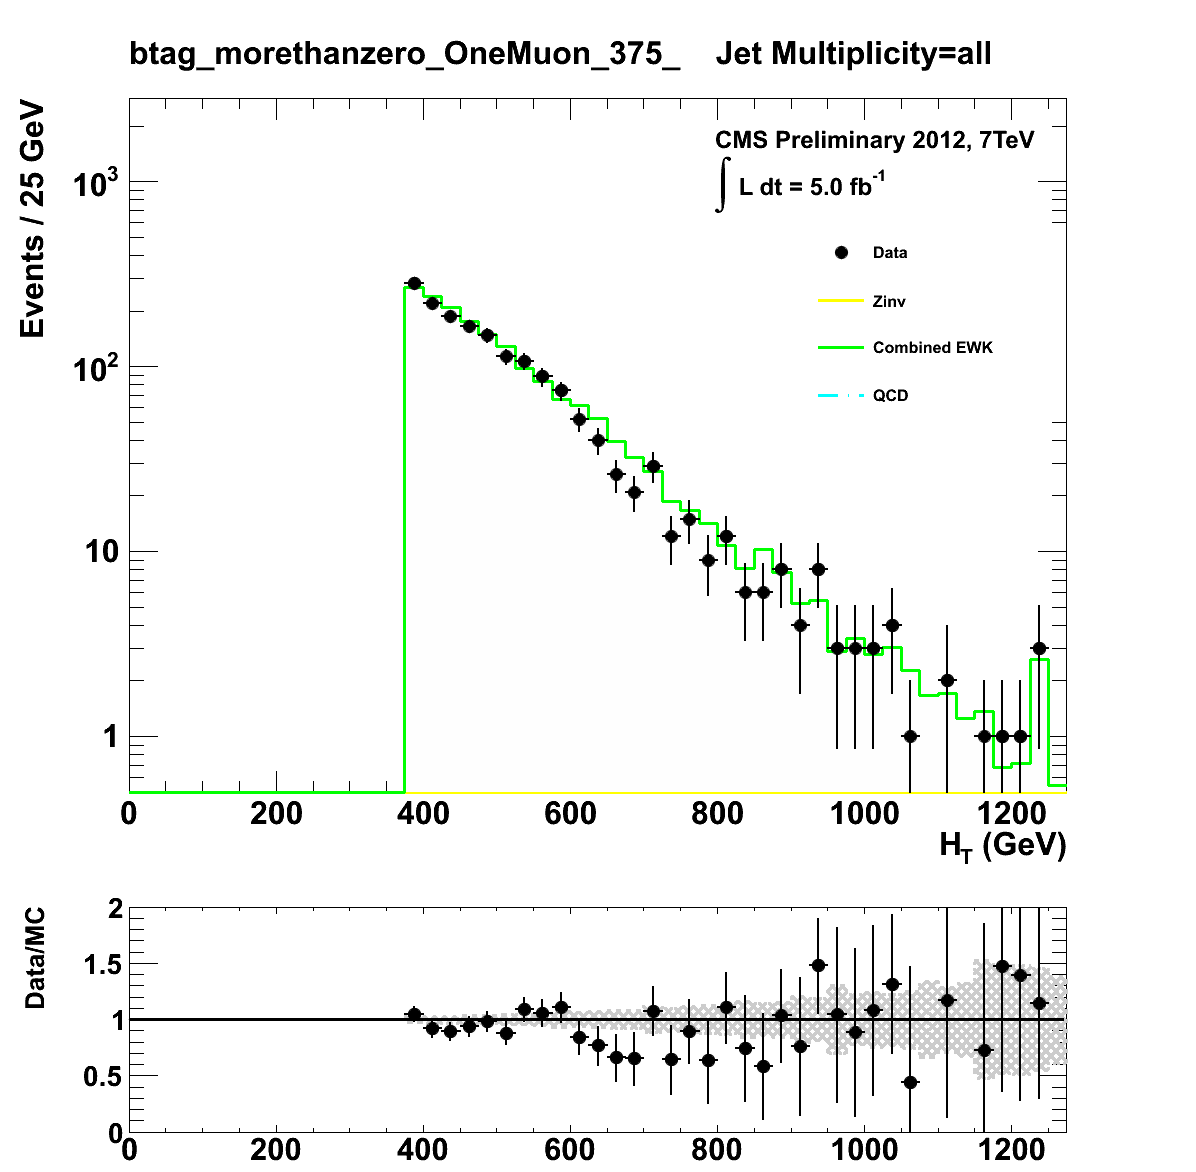 btag_morethanzero_OneMuon_375_ Jet Multiplicity=all
Events / 25 GeV
CMS Preliminary 2012, 7TeV
∫ L dt = 5.0 fb⁻¹
Data
Zinv
Combined EWK
QCD
10³
10²
10
1
0 200 400 600 800 1000 1200
H_T (GeV)
Data/MC
2
1.5
1
0.5
0
0 200 400 600 800 1000 1200